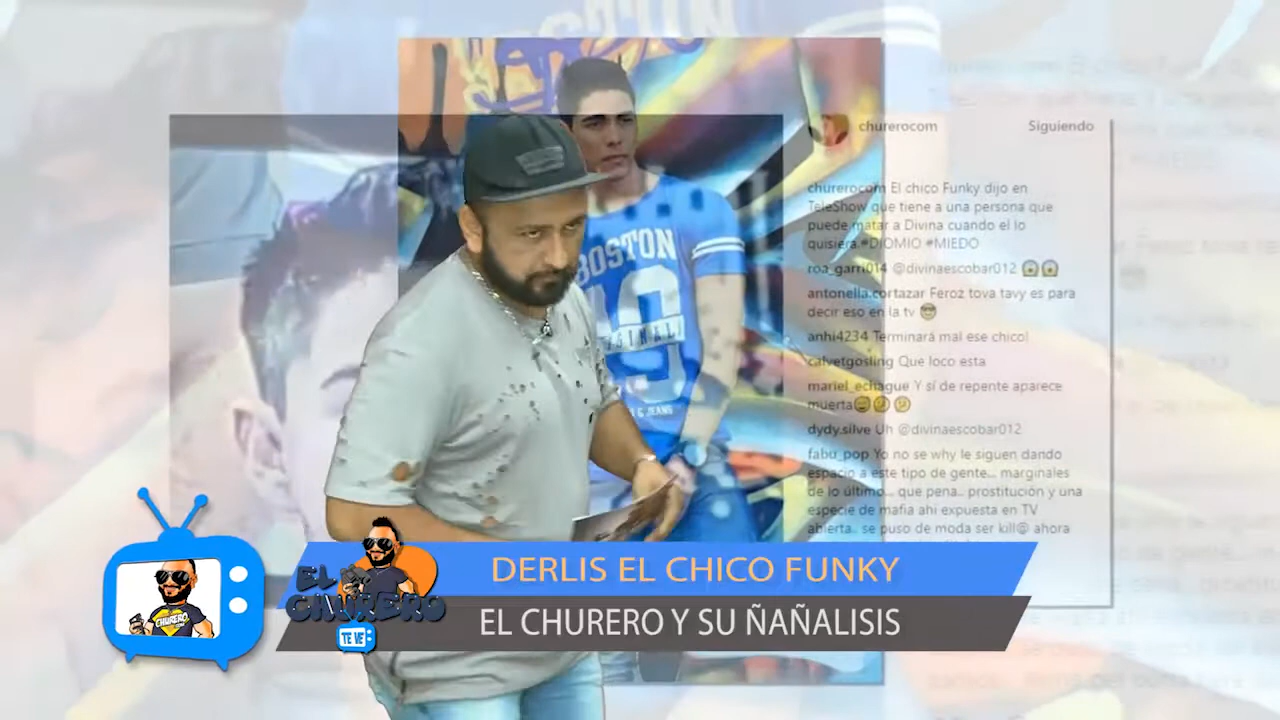 churerocom
Siguiendo
churerocom El chico Funky dijo en
TeleShow que tiene a una persona que
puede matar a Divina cuando el lo
quisiera.#DIOMIO #MIEDO
roa_garri014 @divinaescobar012
antonella.cortazar Feroz tova tavy es para
decir eso en la tv
anhi4234 Terminará mal ese chico!
calvetgosling Que loco esta
mariel_echague Y sí de repente aparece
muerta
dydy.silve Uh @divinaescobar012
fabu_pop Yo no se why le siguen dando
espacio a este tipo de gente... marginales
de lo último... que pena.. prostitución y una
especie de mafia ahi expuesta en TV
abierta.. se puso de moda ser kill@ ahora
BOSTON
19
ORIGINALS
& JEANS
DERLIS EL CHICO FUNKY
EL CHURERO Y SU ÑAÑALISIS
EL
CHURERO
TE VE
CHURERO